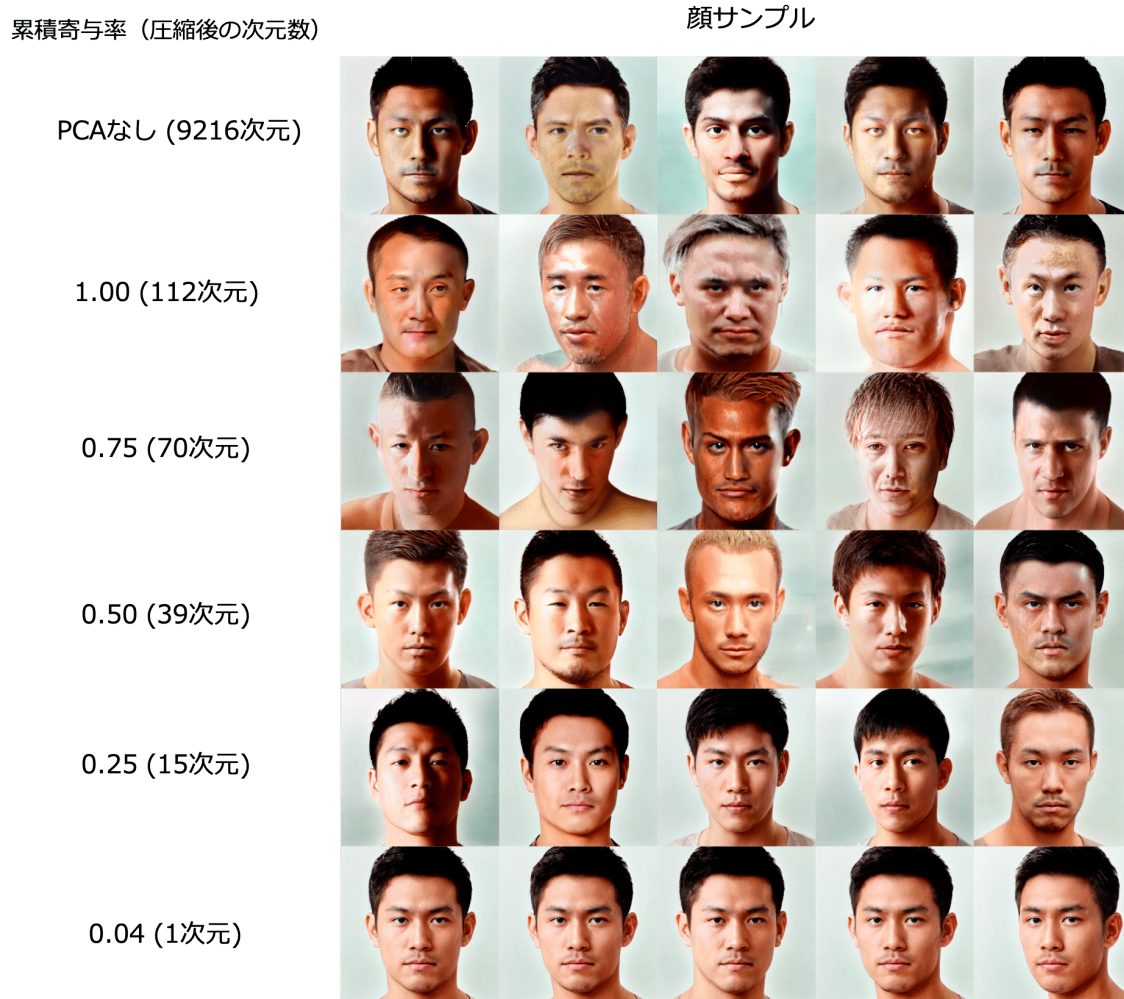 累積寄与率（圧縮後の次元数）
顔サンプル
PCAなし (9216次元)
1.00 (112次元)
0.75 (70次元)
0.50 (39次元)
0.25 (15次元)
0.04 (1次元)